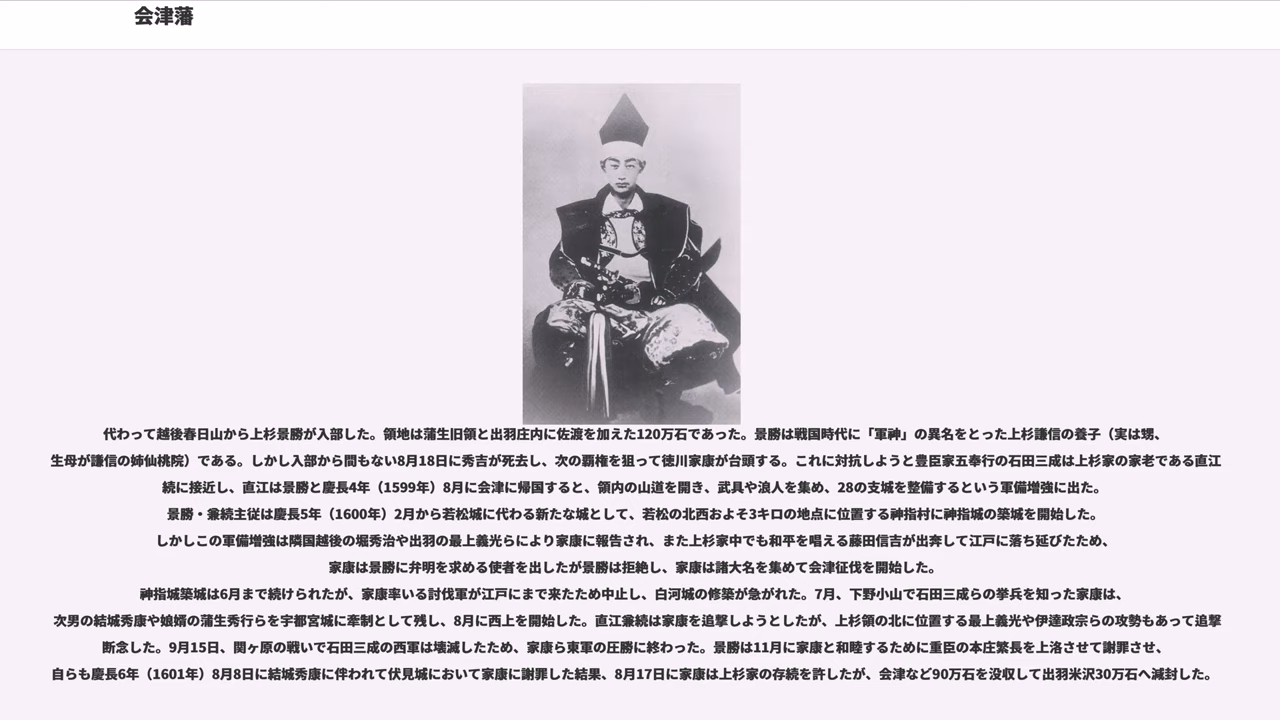 会津藩
代わって越後春日山から上杉景勝が入部した。領地は蒲生旧領と出羽庄内に佐渡を加えた120万石であった。景勝は戦国時代に「軍神」の異名をとった上杉謙信の養子（実は甥、
生母が謙信の姉仙桃院）である。しかし入部から間もない8月18日に秀吉が死去し、次の覇権を狙って徳川家康が台頭する。これに対抗しようと豊臣家五奉行の石田三成は上杉家の家老である直江
続に接近し、直江は景勝と慶長4年（1599年）8月に会津に帰国すると、領内の山道を開き、武具や浪人を集め、28の支城を整備するという軍備増強に出た。
景勝・兼続主従は慶長5年（1600年）2月から若松城に代わる新たな城として、若松の北西およそ3キロの地点に位置する神指村に神指城の築城を開始した。
しかしこの軍備増強は隣国越後の堀秀治や出羽の最上義光らにより家康に報告され、また上杉家中でも和平を唱える藤田信吉が出奔して江戸に落ち延びたため、
家康は景勝に弁明を求める使者を出したが景勝は拒絶し、家康は諸大名を集めて会津征伐を開始した。
神指城築城は6月まで続けられたが、家康率いる討伐軍が江戸にまで来たため中止し、白河城の修築が急がれた。7月、下野小山で石田三成らの挙兵を知った家康は、
次男の結城秀康や娘婿の蒲生秀行らを宇都宮城に牽制として残し、8月に西上を開始した。直江兼続は家康を追撃しようとしたが、上杉領の北に位置する最上義光や伊達政宗らの攻勢もあって追撃
断念した。9月15日、関ヶ原の戦いで石田三成の西軍は壊滅したため、家康ら東軍の圧勝に終わった。景勝は11月に家康と和睦するために重臣の本庄繁長を上洛させて謝罪させ、
自らも慶長6年（1601年）8月8日に結城秀康に伴われて伏見城において家康に謝罪した結果、8月17日に家康は上杉家の存続を許したが、会津など90万石を没収して出羽米沢30万石へ減封した。